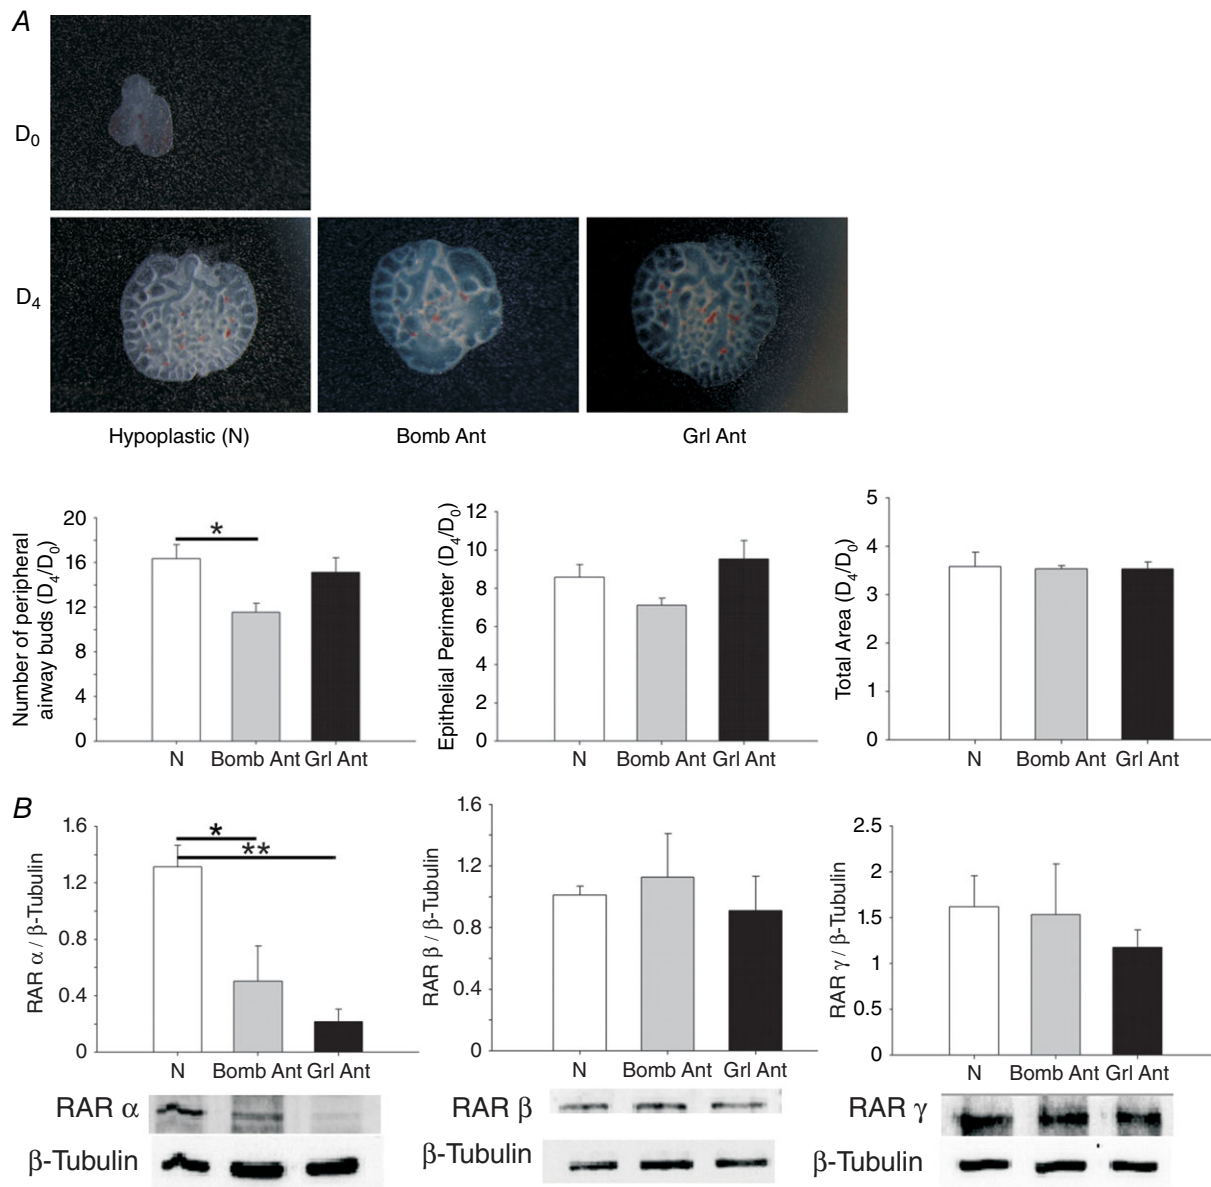 A
D0
D4
Hypoplastic (N)
Bomb Ant
Grl Ant
Number of peripheral
airway buds (D4/D0)
20
16
12
8
4
0
*
N
Bomb Ant
Grl Ant
Epithelial Perimeter (D4/D0)
12
10
8
6
4
2
0
N
Bomb Ant
Grl Ant
Total Area (D4/D0)
5
4
3
2
1
0
N
Bomb Ant
Grl Ant
B
RAR α / β-Tubulin
1.6
1.2
0.8
0.4
0
*
**
N
Bomb Ant
Grl Ant
RAR β / β-Tubulin
1.6
1.2
0.8
0.4
0
N
Bomb Ant
Grl Ant
RAR γ / β-Tubulin
2.5
2
1.5
1
0.5
0
N
Bomb Ant
Grl Ant
RAR α
β-Tubulin
RAR β
β-Tubulin
RAR γ
β-Tubulin